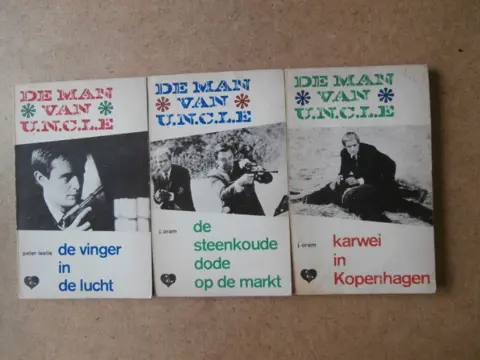 DE MAN
VAN
U.N.C.L.E
peter leslie
de vinger
in
de lucht
DE MAN
VAN
U.N.C.L.E
j. oram
de
steenkoude
dode
op de markt
DE MAN
VAN
U.N.C.L.E
j. oram
karwei
in
Kopenhagen